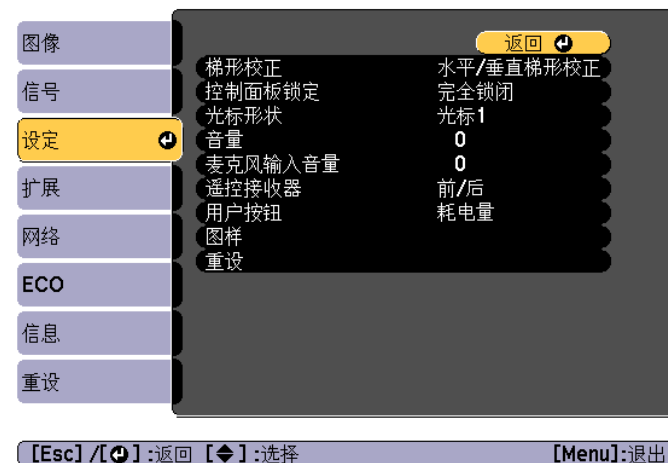 图像
信号
设定
扩展
网络
ECO
信息
重设
返回
梯形校正 水平/垂直梯形校正
控制面板锁定 完全锁闭
光标形状 光标1
音量 0
麦克风输入音量 0
遥控接收器 前/后
用户按钮 耗电量
图样
重设
[Esc] /[⏎] :返回 [◆] :选择 [Menu]:退出